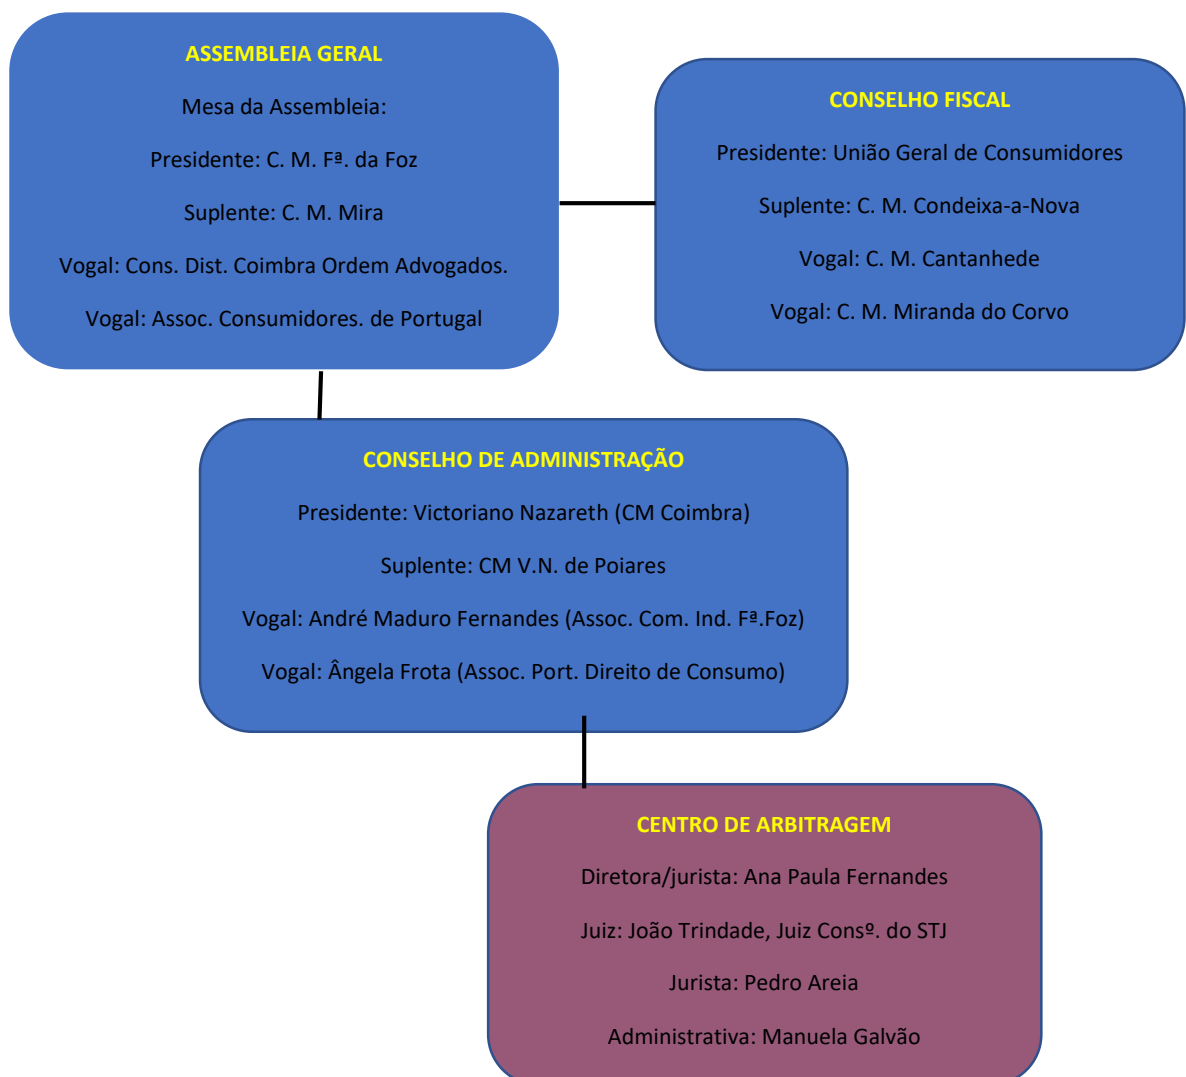 ASSEMBLEIA GERAL
Mesa da Assembleia:
Presidente: C. M. Fª. da Foz
Suplente: C. M. Mira
Vogal: Cons. Dist. Coimbra Ordem Advogados.
Vogal: Assoc. Consumidores. de Portugal
CONSELHO FISCAL
Presidente: União Geral de Consumidores
Suplente: C. M. Condeixa-a-Nova
Vogal: C. M. Cantanhede
Vogal: C. M. Miranda do Corvo
CONSELHO DE ADMINISTRAÇÃO
Presidente: Victoriano Nazareth (CM Coimbra)
Suplente: CM V.N. de Poiares
Vogal: André Maduro Fernandes (Assoc. Com. Ind. Fª.Foz)
Vogal: Ângela Frota (Assoc. Port. Direito de Consumo)
CENTRO DE ARBITRAGEM
Diretora/jurista: Ana Paula Fernandes
Juiz: João Trindade, Juiz Consº. do STJ
Jurista: Pedro Areia
Administrativa: Manuela Galvão